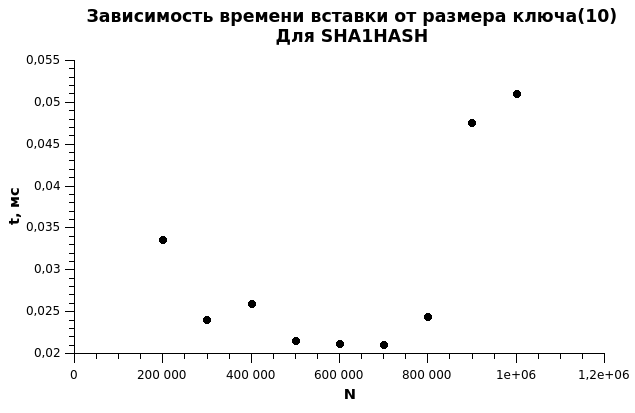 Зависимость времени вставки от размера ключа(10)
Для SHA1HASH
0,055
0,05
0,045
0,04
0,035
0,03
0,025
0,02
t, мс
0 200 000 400 000 600 000 800 000 1e+06 1,2e+06
N